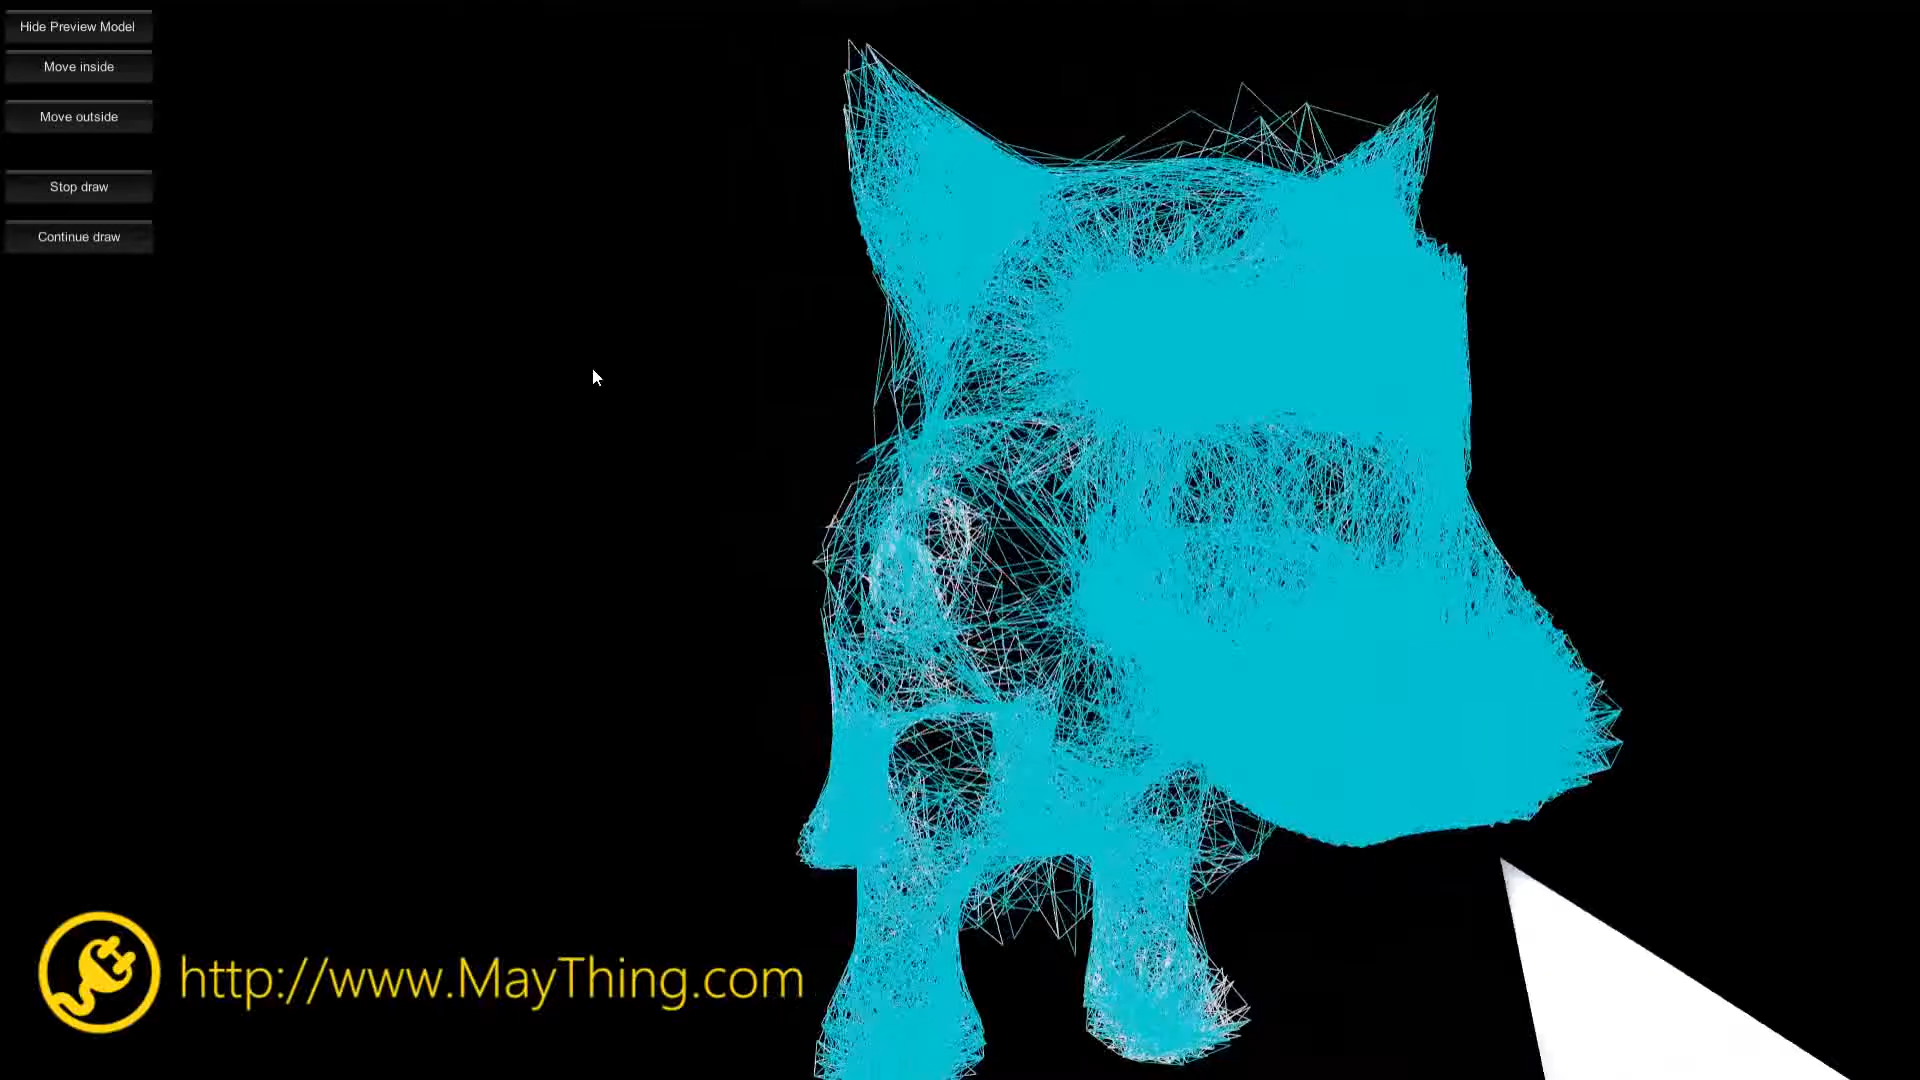 Hide Preview Model
Move inside
Move outside
Stop draw
Continue draw
http://www.MayThing.com